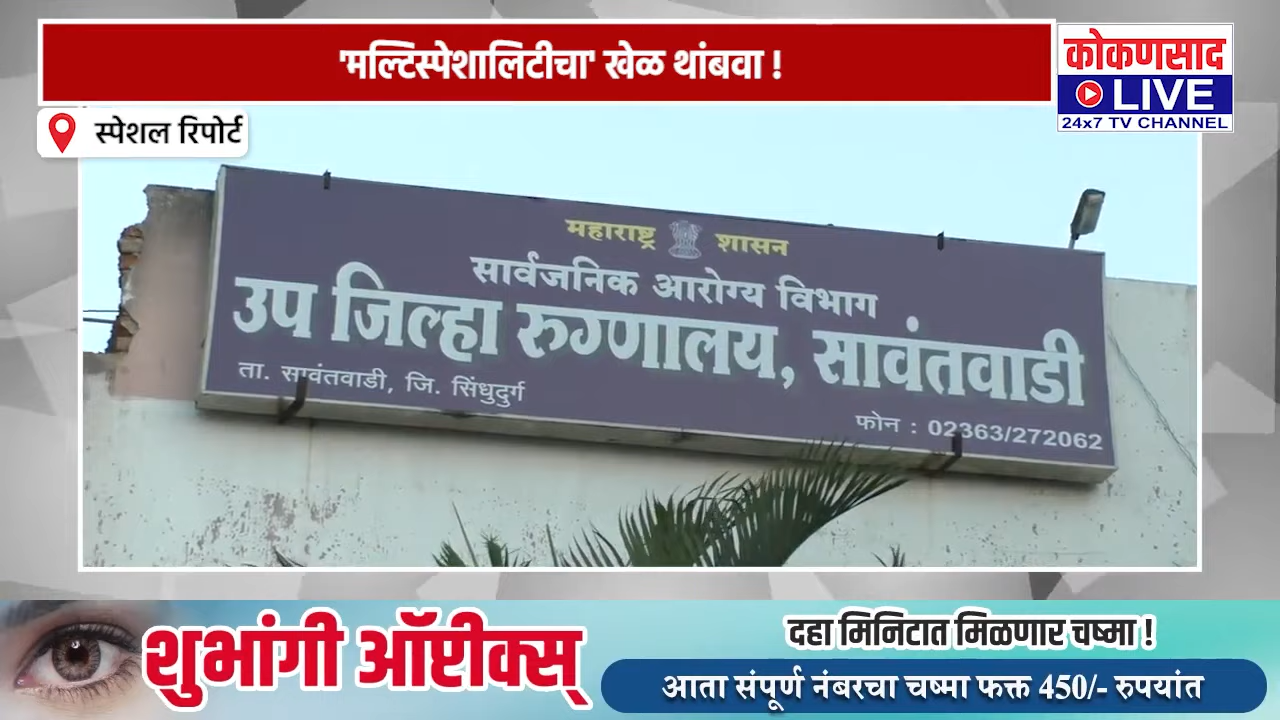 'मल्टिस्पेशालिटीचा' खेळ थांबवा !
कोकणसाद
LIVE
24x7 TV CHANNEL
स्पेशल रिपोर्ट
महाराष्ट्र शासन
सार्वजनिक आरोग्य विभाग
उप जिल्हा रुग्णालय, सावंतवाडी
ता. सावंतवाडी, जि. सिंधुदुर्ग
फोन : 02363/272062
शुभांगी ऑप्टीक्स्
दहा मिनिटात मिळणार चष्मा !
आता संपूर्ण नंबरचा चष्मा फक्त 450/- रुपयांत